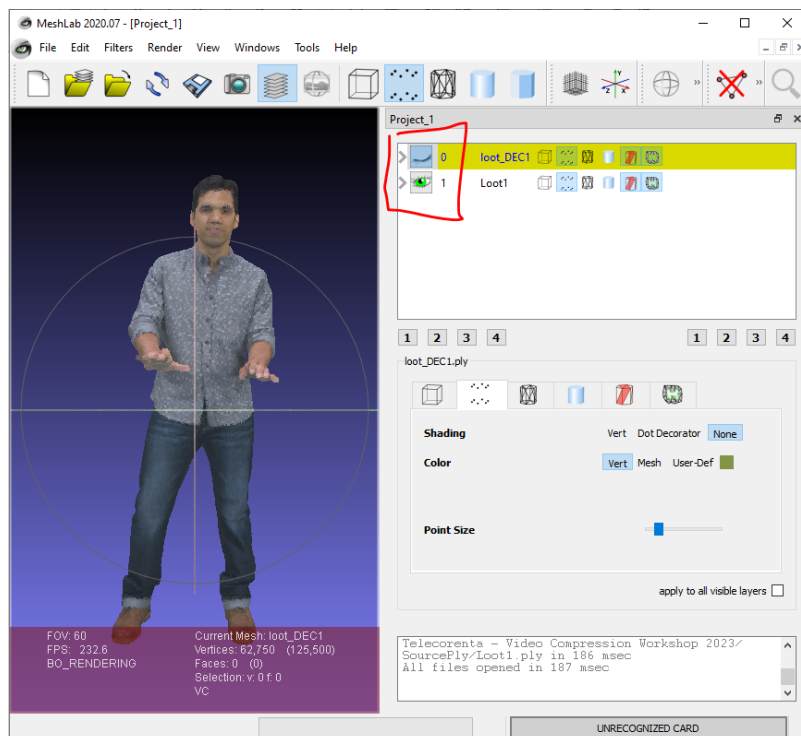 MeshLab 2020.07 - [Project_1]
File Edit Filters Render View Windows Tools Help
Project_1
0 loot_DEC1
1 Loot1
1 2 3 4 1 2 3 4
loot_DEC1.ply
Shading Vert Dot Decorator None
Color Vert Mesh User-Def
Point Size
apply to all visible layers
FOV: 60 Current Mesh: loot_DEC1
FPS: 232.6 Vertices: 62,750 (125,500)
BO_RENDERING Faces: 0 (0)
Selection: v: 0 f: 0
VC
Telecorenta - Video Compression Workshop 2023/
SourcePly/Loot1.ply in 186 msec
All files opened in 187 msec
UNRECOGNIZED CARD